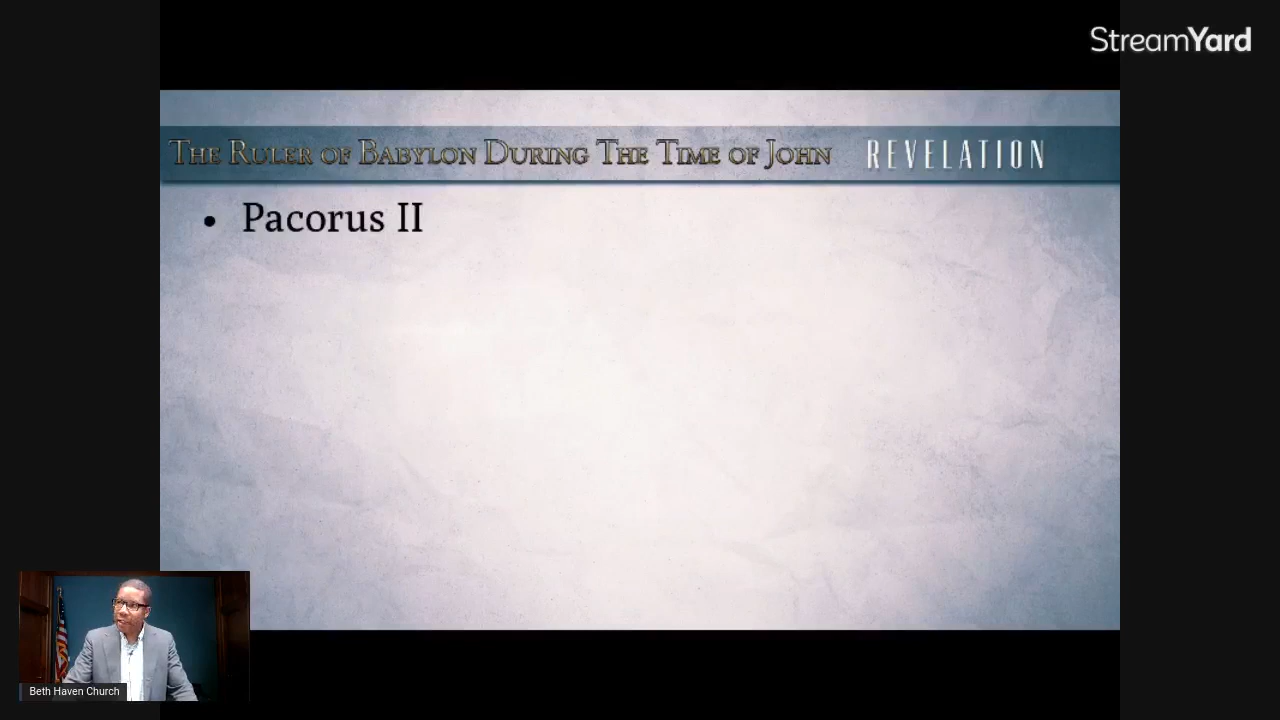 StreamYard
The Ruler of Babylon During The Time of John REVELATION
• Pacorus II
Beth Haven Church